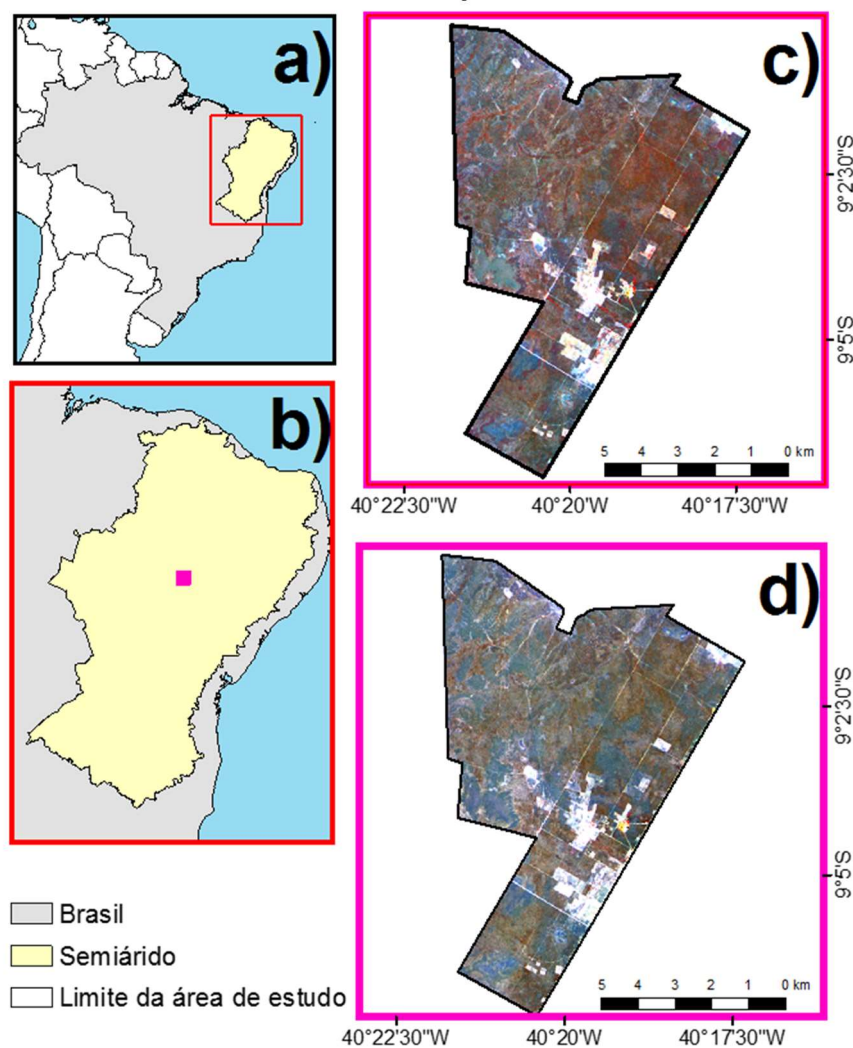 a)
c)
9°2'30"S
9°5'S
5 4 3 2 1 0 km
40°22'30"W 40°20'W 40°17'30"W
b)
d)
9°2'30"S
9°5'S
5 4 3 2 1 0 km
40°22'30"W 40°20'W 40°17'30"W
Brasil
Semiárido
Limite da área de estudo